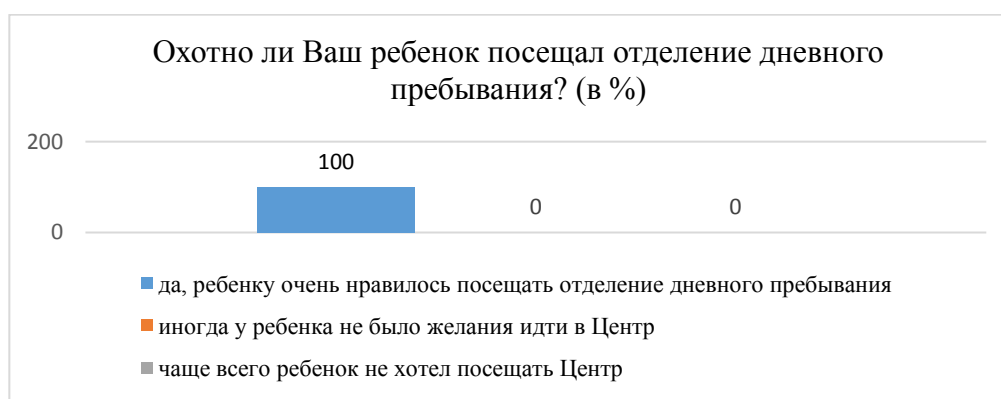 Охотно ли Ваш ребенок посещал отделение дневного
пребывания? (в %)
200
100
0
0
0
да, ребенку очень нравилось посещать отделение дневного пребывания
иногда у ребенка не было желания идти в Центр
чаще всего ребенок не хотел посещать Центр